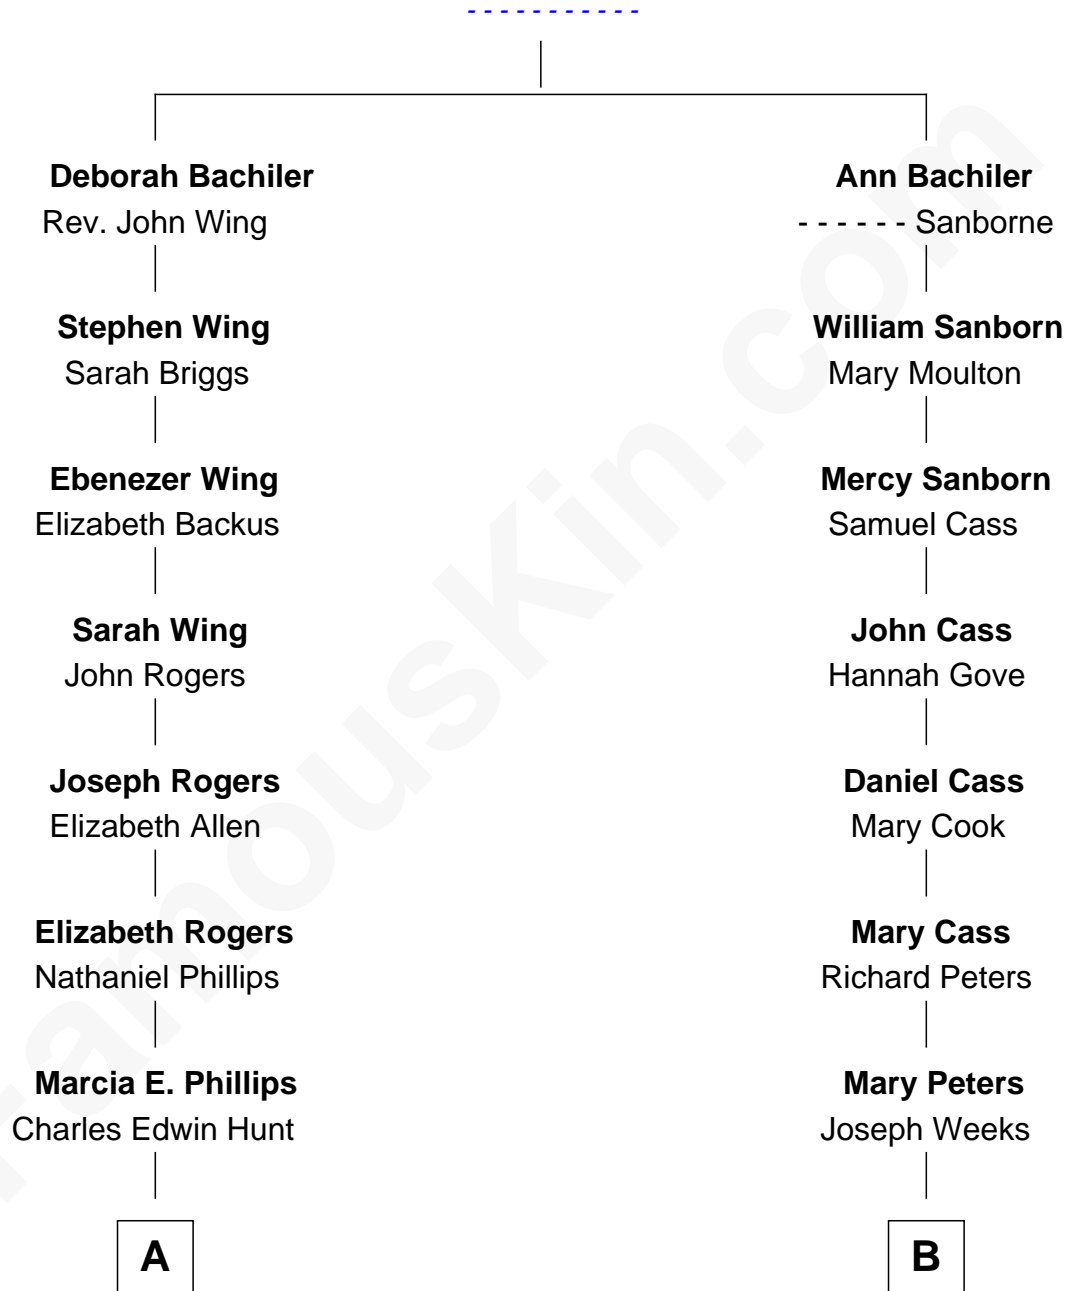 - - - - - - - - - - -
Deborah Bachiler
Rev. John Wing
Ann Bachiler
- - - - - - Sanborne
Stephen Wing
Sarah Briggs
William Sanborn
Mary Moulton
Ebenezer Wing
Elizabeth Backus
Mercy Sanborn
Samuel Cass
Sarah Wing
John Rogers
John Cass
Hannah Gove
Joseph Rogers
Elizabeth Allen
Daniel Cass
Mary Cook
Elizabeth Rogers
Nathaniel Phillips
Mary Cass
Richard Peters
Marcia E. Phillips
Charles Edwin Hunt
Mary Peters
Joseph Weeks
A
B
FamousKin.com